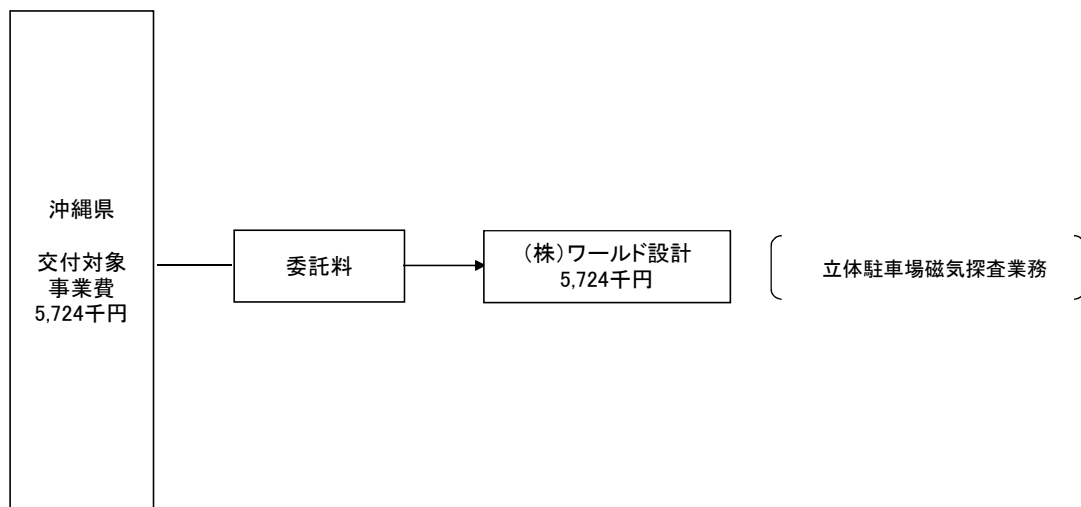 沖縄県
交付対象
事業費
5,724千円
委託料
(株)ワールド設計
5,724千円
立体駐車場磁気探査業務